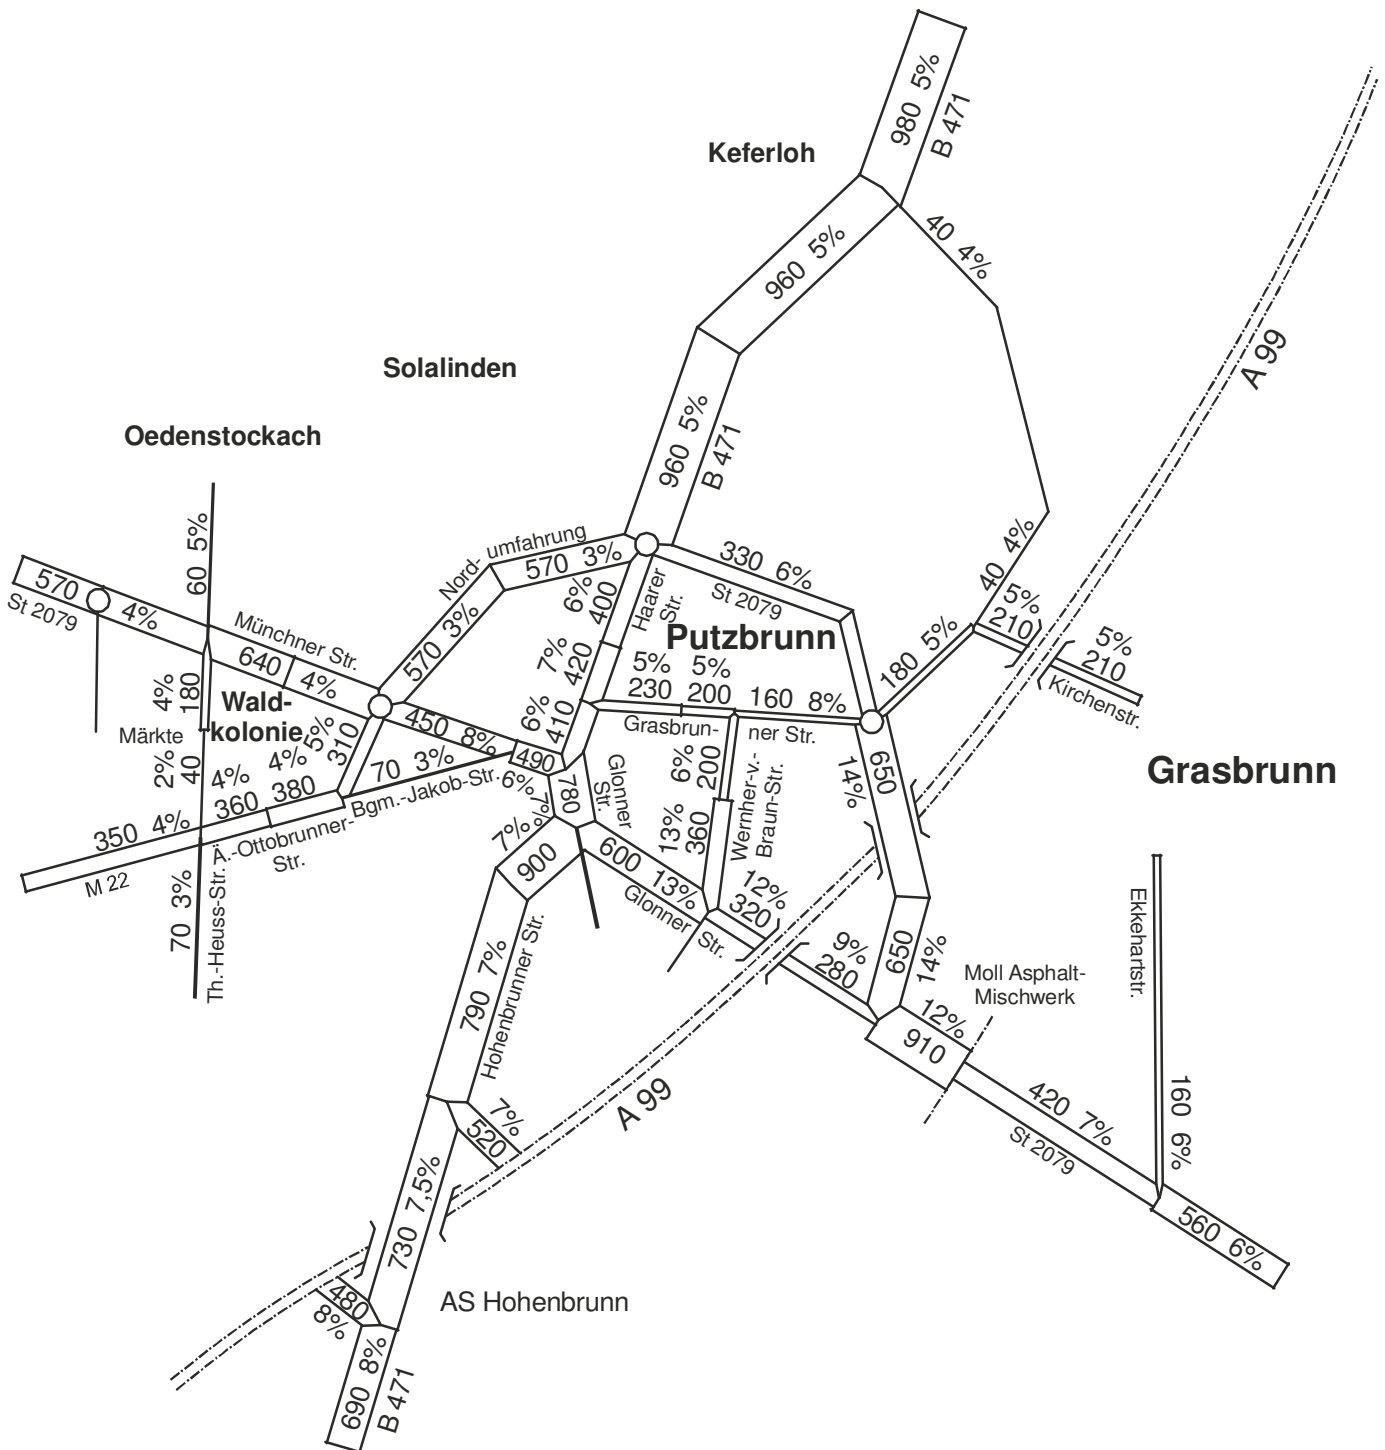 980 5%
B 471
Keferloh
40 4%
960 5%
A 99
Solalinden
960 5%
B 471
Oedenstockach
60 5%
Nord- umfahrung
570 3%
570 3%
330 6%
St 2079
40 4%
570 4%
St 2079
Münchner Str.
640 4%
6%
400
Haarer
Str.
Putzbrunn
5%
210
5%
210
Kirchenstr.
180 5%
7%
420
5%
230
5%
200
160 8%
Grasbrun-
ner Str.
4%
180
Wald-
kolonie
Märkte
5%
310
450 8%
6%
410
490
6%
2%
40
4%
360
4%
380
70 3%
Bgm.-Jakob-Str.
7%
780
Glonner
Str.
6%
200
13%
360
Wernher-v.-
Braun-Str.
650
14%
Grasbrunn
350 4%
M 22
Ä.-Ottobrunner-
Str.
70 3%
Th.-Heuss-Str.
7%
900
600 13%
Glonner Str.
12%
320
9%
280
650
14%
Moll Asphalt-
Mischwerk
Ekkehartstr.
12%
910
790 7%
Hohenbrunner Str.
A 99
7%
520
420 7%
St 2079
160 6%
560 6%
730 7,5%
AS Hohenbrunn
480
8%
690 8%
B 471